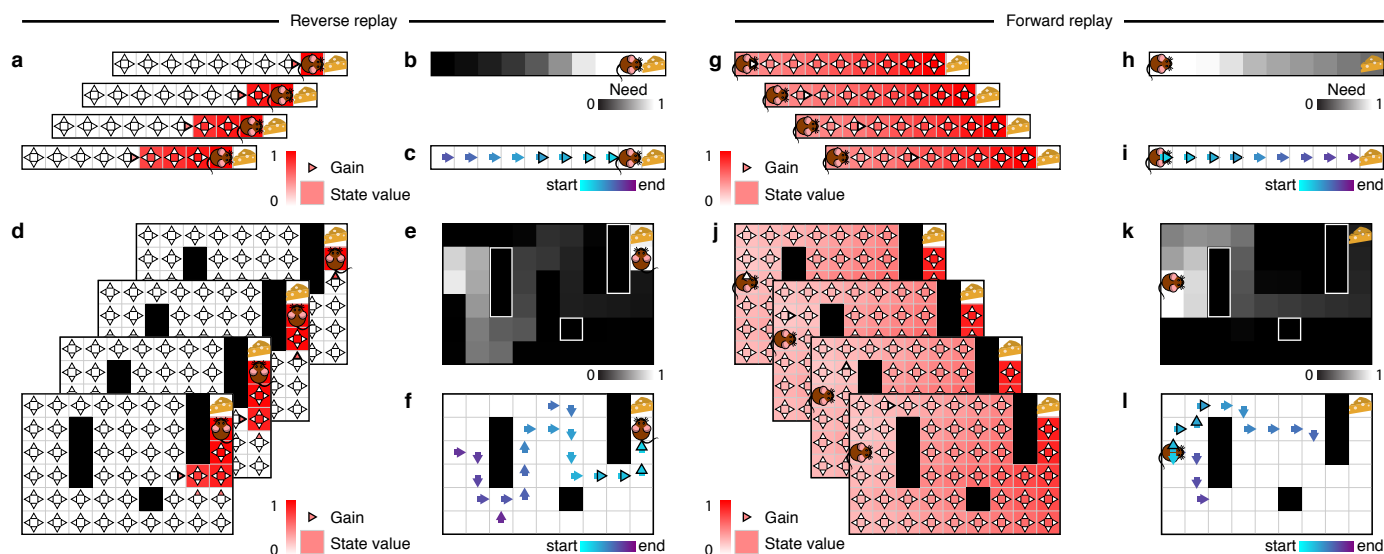 Reverse replay
Forward replay
a
b
Need
0 1
c
start end
1
0
Gain
State value
d
e
0 1
f
start end
1
0
Gain
State value
g
h
Need
0 1
i
start end
1
0
Gain
State value
j
k
0 1
l
start end
1
0
Gain
State value